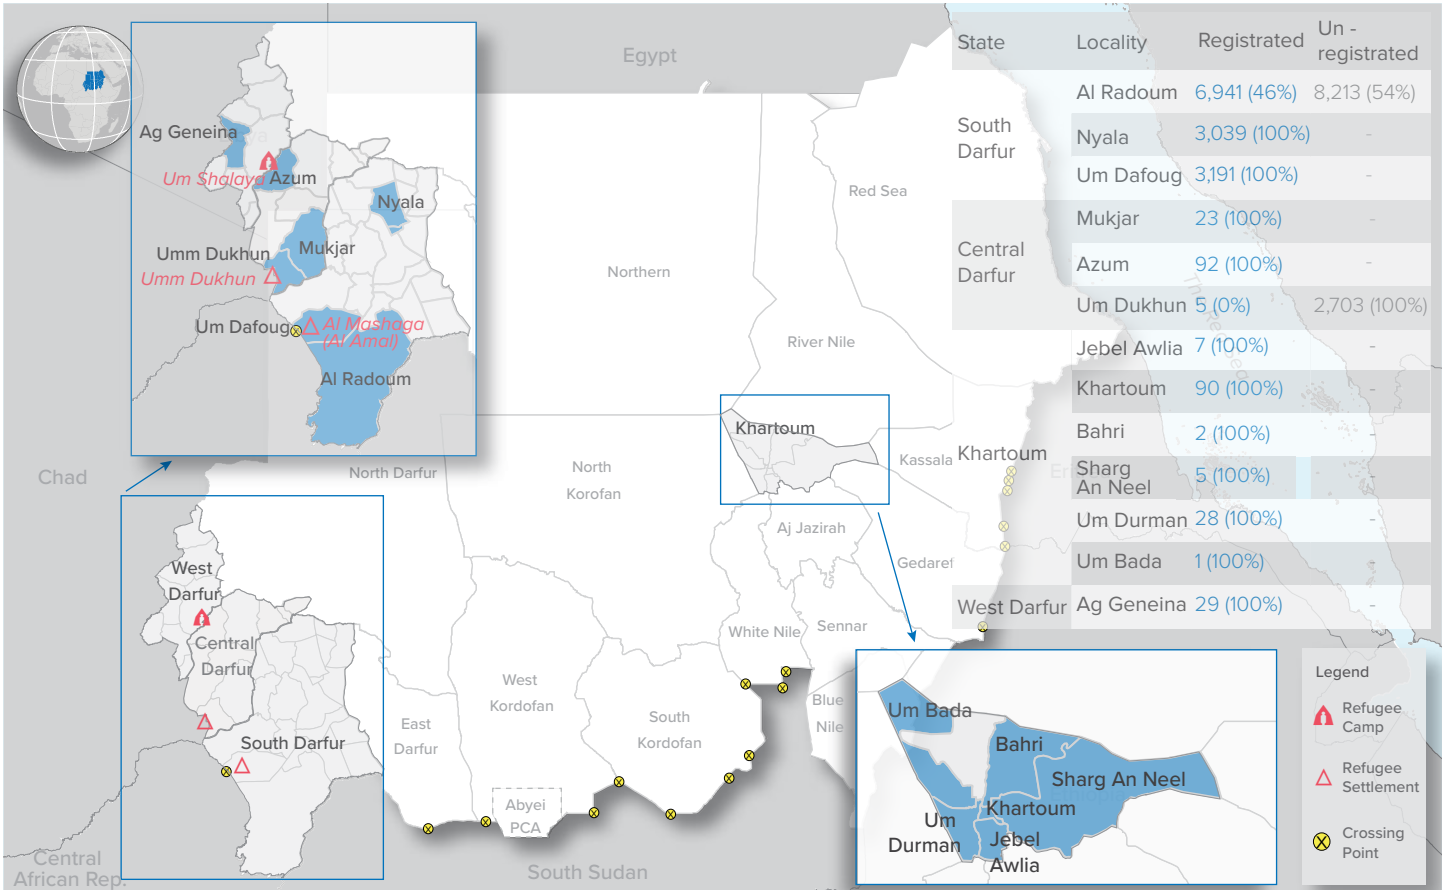 State Locality Registrated Un -
registrated
South
Darfur
Al Radoum 6,941 (46%) 8,213 (54%)
Nyala 3,039 (100%) -
Um Dafoug 3,191 (100%) -
Central
Darfur
Mukjar 23 (100%) -
Azum 92 (100%) -
Um Dukhun 5 (0%) 2,703 (100%)
Khartoum
Jebel Awlia 7 (100%) -
Khartoum 90 (100%) -
Bahri 2 (100%) -
Sharg
An Neel 5 (100%) -
Um Durman 28 (100%) -
Um Bada 1 (100%) -
West Darfur Ag Geneina 29 (100%) -
Egypt
Red Sea
Northern
River Nile
The Red Sea
Ag Geneina
Um Shalaya
Azum
Nyala
Mukjar
Umm Dukhun
Umm Dukhun
Um Dafoug
Al Mashaga
(Al Amal)
Al Radoum
Khartoum
Kassala
Chad
North Darfur
North
Korofan
Aj Jazirah
Gedaref
West
Darfur
Central
Darfur
South Darfur
White Nile
Sennar
West
Kordofan
South
Kordofan
Blue
Nile
East
Darfur
Abyei
PCA
Central
African Rep.
South Sudan
Um Bada
Bahri
Sharg An Neel
Khartoum
Um
Durman
Jebel
Awlia
Legend
Refugee
Camp
Refugee
Settlement
Crossing
Point